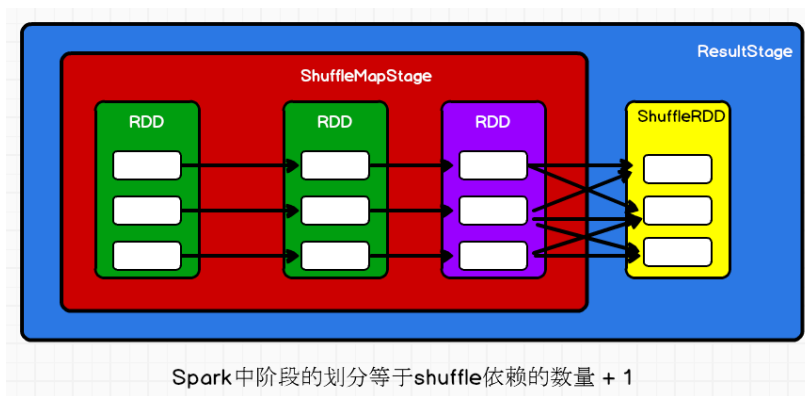 ResultStage
ShuffleMapStage
RDD
RDD
RDD
ShuffleRDD
Spark中阶段的划分等于shuffle依赖的数量 + 1